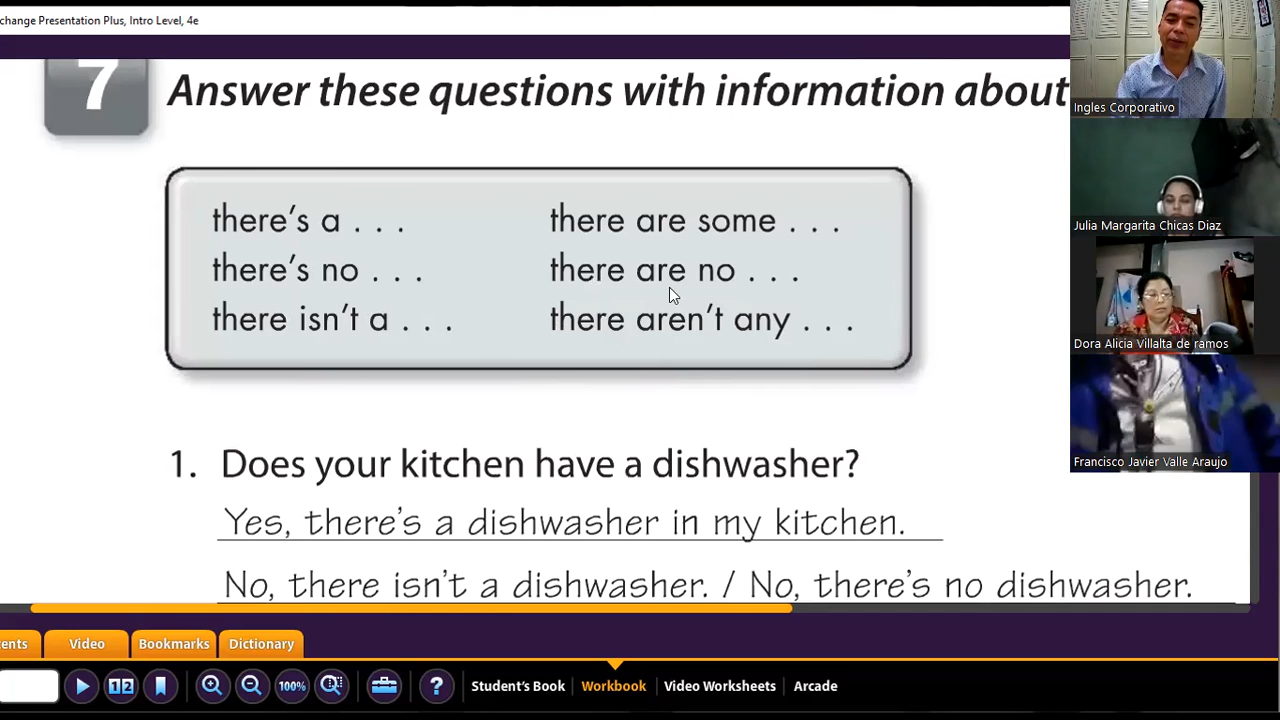 change Presentation Plus, Intro Level, 4e
7
Answer these questions with information about
there's a . . .
there are some . . .
there's no . . .
there are no . . .
there isn't a . . .
there aren't any . . .
1. Does your kitchen have a dishwasher?
Yes, there's a dishwasher in my kitchen.
No, there isn't a dishwasher. / No, there's no dishwasher.
Ingles Corporativo
Julia Margarita Chicas Diaz
Dora Alicia Villalta de ramos
Francisco Javier Valle Araujo
ents Video Bookmarks Dictionary
12 100% ? Student's Book Workbook Video Worksheets Arcade